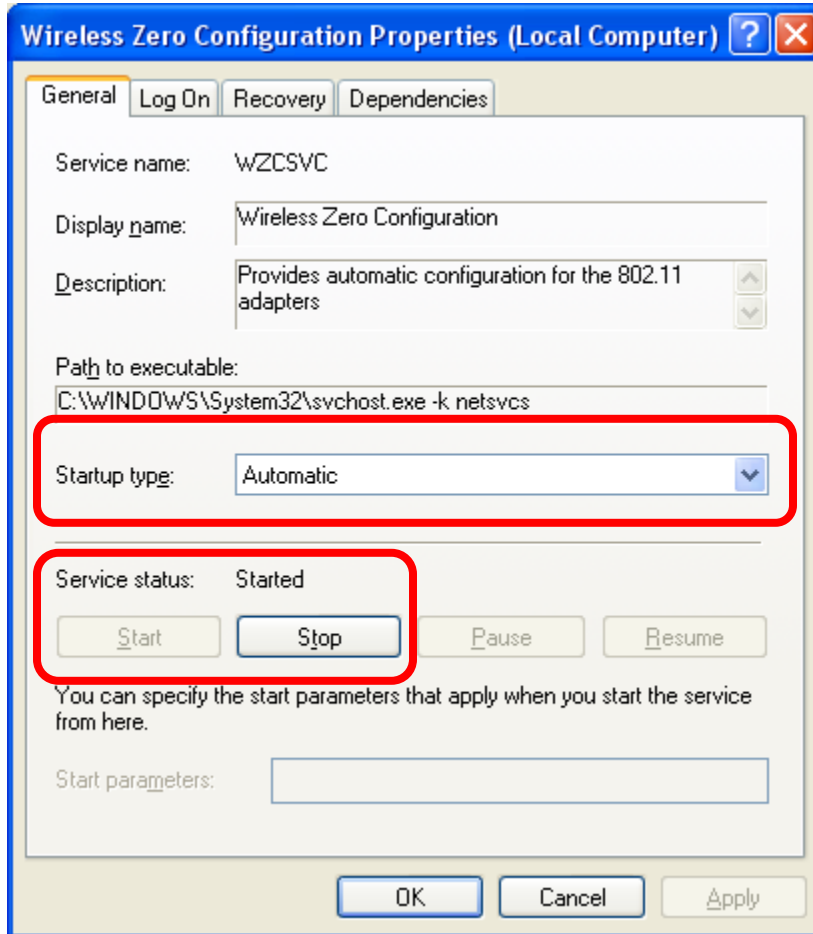 Wireless Zero Configuration Properties (Local Computer) ?
General Log On Recovery Dependencies
Service name: WZCSVC
Display name: Wireless Zero Configuration
Description: Provides automatic configuration for the 802.11
adapters
Path to executable:
C:\WINDOWS\System32\svchost.exe -k netsvcs
Startup type: Automatic
Service status: Started
Start Stop Pause Resume
You can specify the start parameters that apply when you start the service
from here.
Start parameters:
OK Cancel Apply